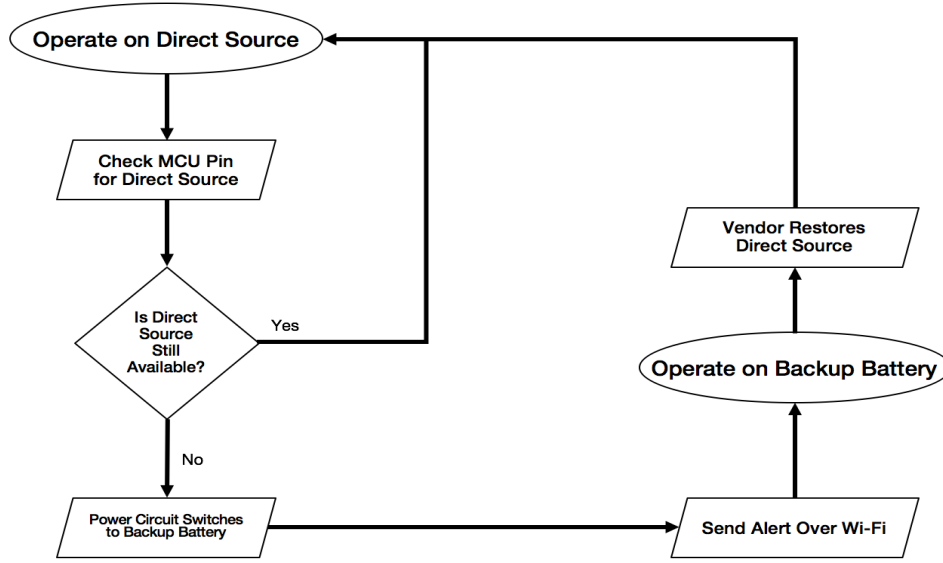 Operate on Direct Source
Check MCU Pin
for Direct Source
Is Direct
Source
Still
Available?
Yes
No
Power Circuit Switches
to Backup Battery
Send Alert Over Wi-Fi
Operate on Backup Battery
Vendor Restores
Direct Source